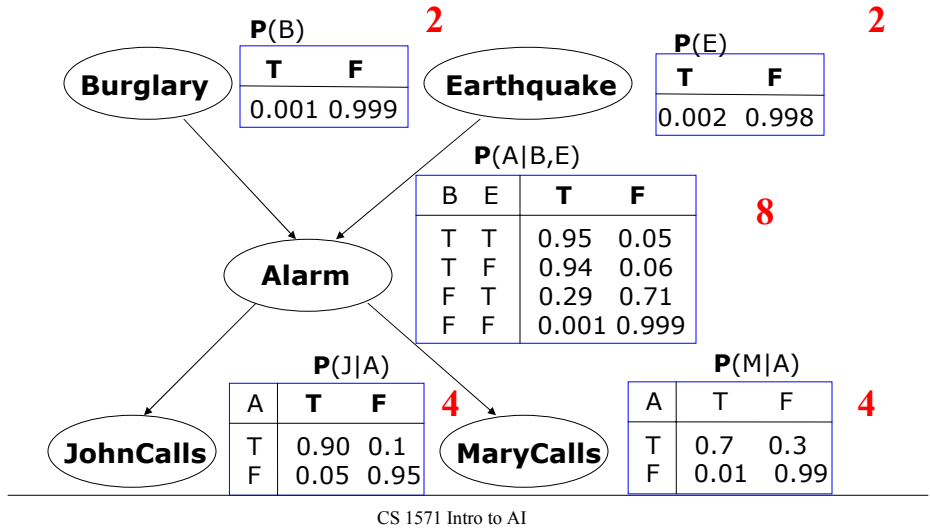 2 2
P(B)
P(E)
T F
T F
Burglary
Earthquake
0.001 0.999
0.002 0.998
P(A|B,E)
B E T F
8
T T 0.95 0.05
T F 0.94 0.06
F T 0.29 0.71
F F 0.001 0.999
Alarm
P(J|A)
P(M|A)
A T F
4
A T F
4
JohnCalls
T 0.90 0.1
F 0.05 0.95
MaryCalls
T 0.7 0.3
F 0.01 0.99
CS 1571 Intro to AI